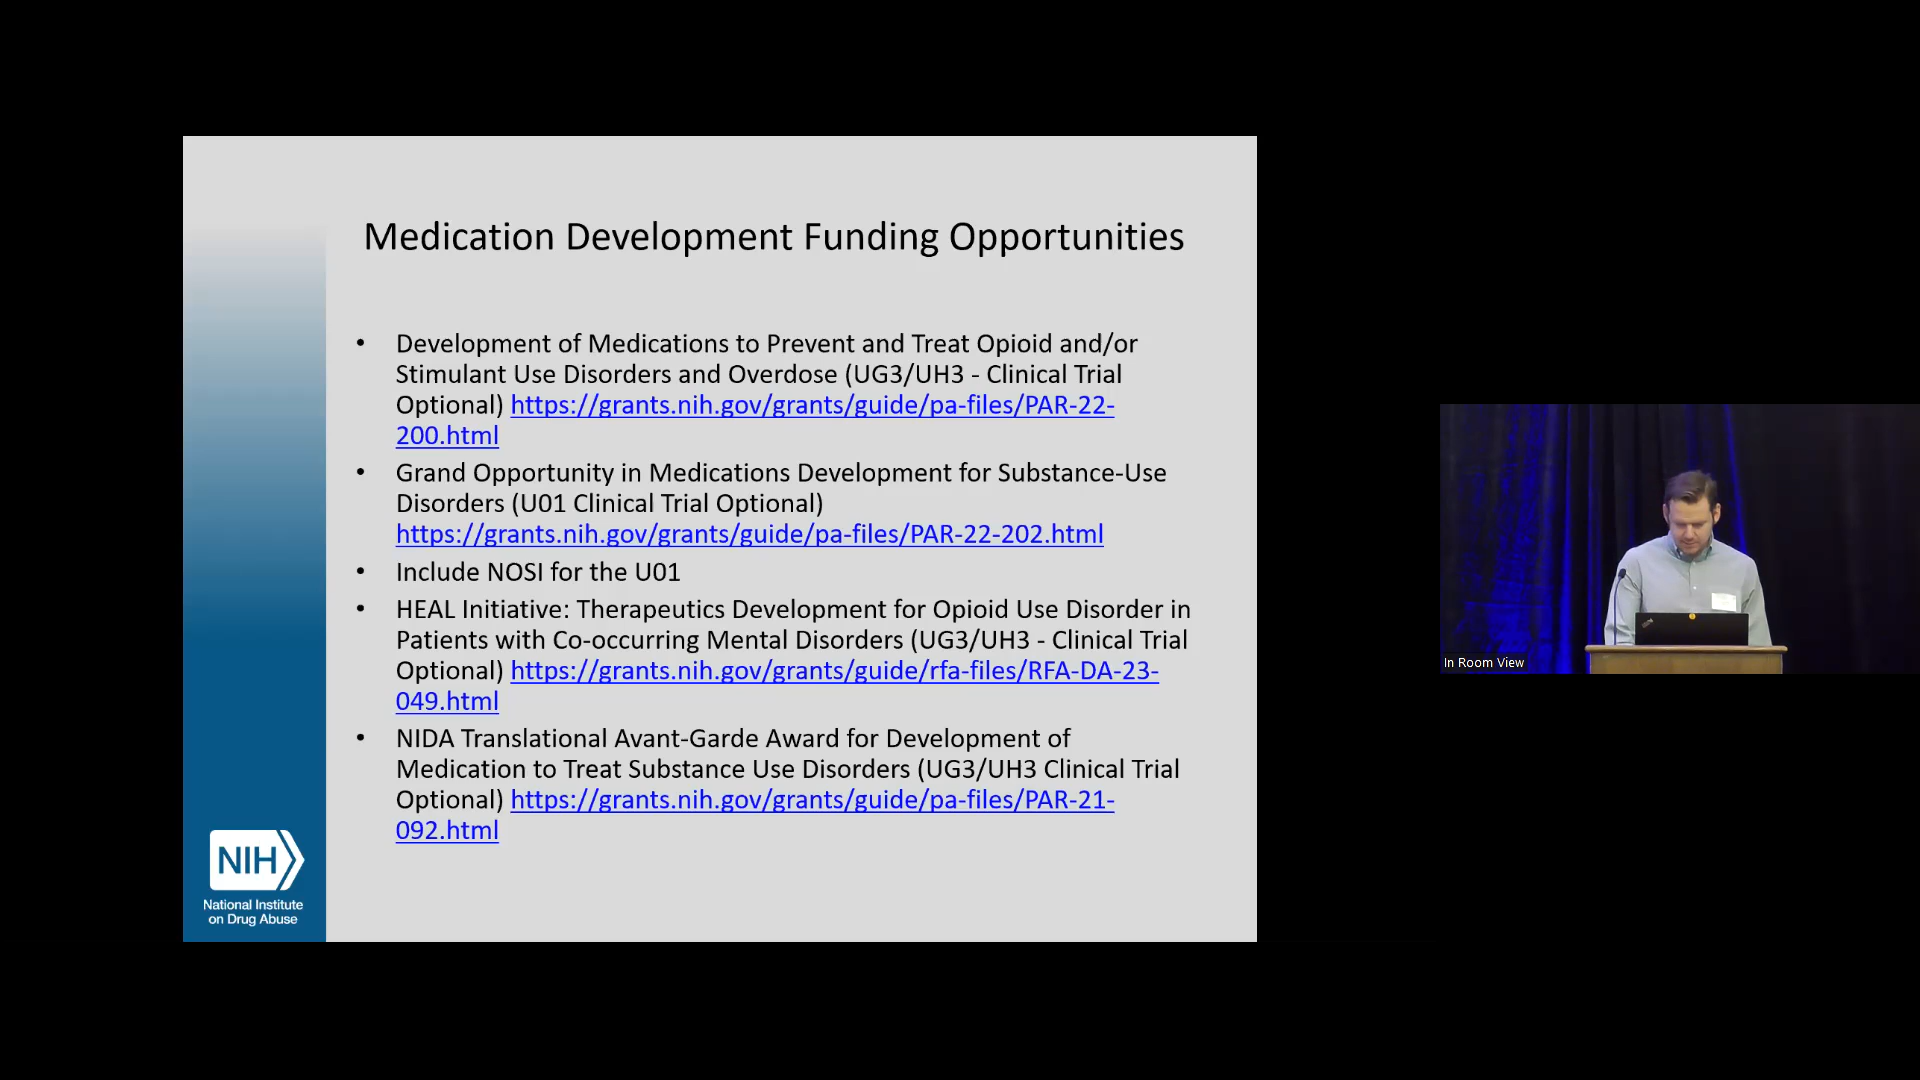 Medication Development Funding Opportunities
• Development of Medications to Prevent and Treat Opioid and/or
Stimulant Use Disorders and Overdose (UG3/UH3 - Clinical Trial
Optional) https://grants.nih.gov/grants/guide/pa-files/PAR-22-
200.html
• Grand Opportunity in Medications Development for Substance-Use
Disorders (U01 Clinical Trial Optional)
https://grants.nih.gov/grants/guide/pa-files/PAR-22-202.html
• Include NOSI for the U01
• HEAL Initiative: Therapeutics Development for Opioid Use Disorder in
Patients with Co-occurring Mental Disorders (UG3/UH3 - Clinical Trial
Optional) https://grants.nih.gov/grants/guide/rfa-files/RFA-DA-23-
049.html
• NIDA Translational Avant-Garde Award for Development of
Medication to Treat Substance Use Disorders (UG3/UH3 Clinical Trial
Optional) https://grants.nih.gov/grants/guide/pa-files/PAR-21-
092.html
NIH
National Institute
on Drug Abuse
In Room View